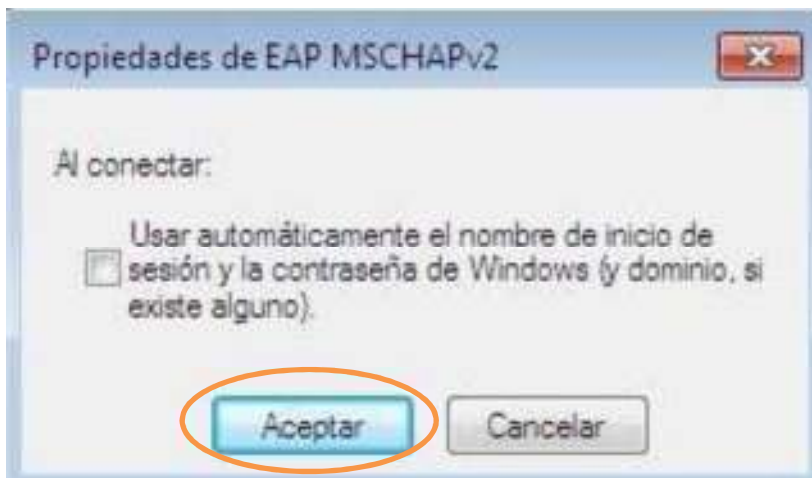 Propiedades de EAP MSCHAPv2
Al conectar:
Usar automáticamente el nombre de inicio de
sesión y la contraseña de Windows (y dominio, si
existe alguno).
Aceptar
Cancelar